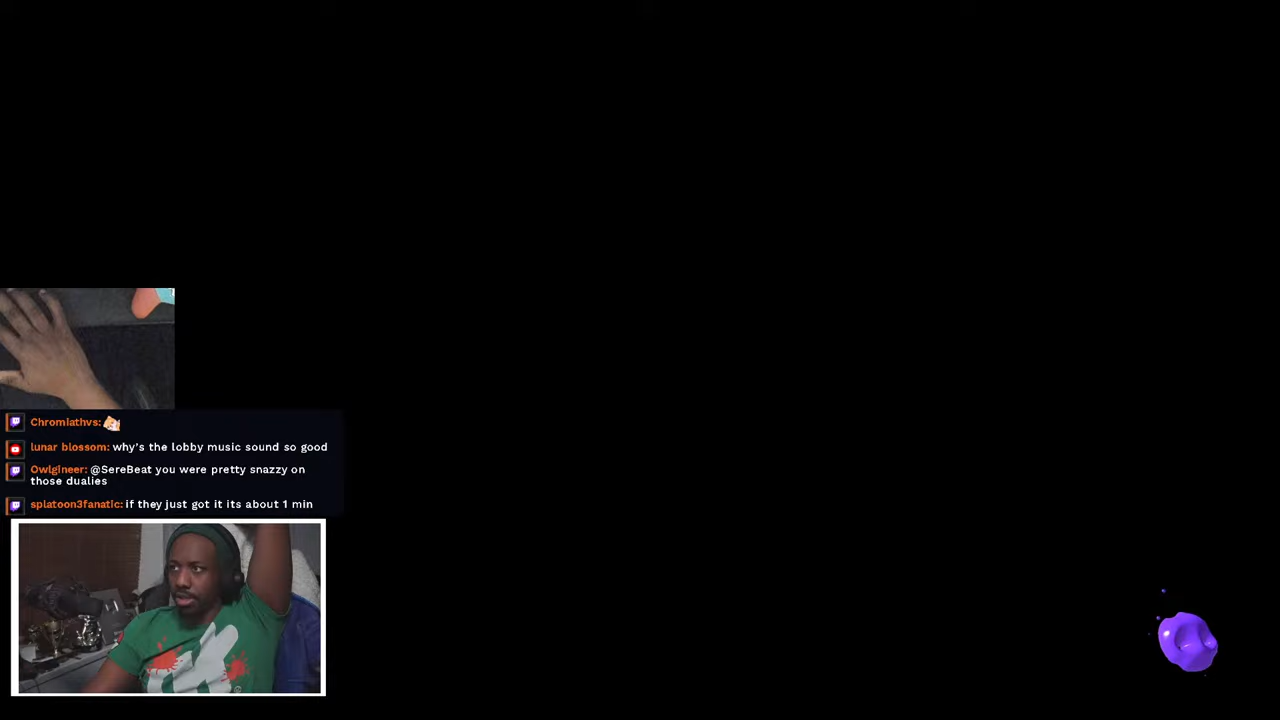 Chromiathvs:
lunar blossom: why's the lobby music sound so good
Owlgineer: @SereBeat you were pretty snazzy on
those dualies
splatoon3fanatic: if they just got it its about 1 min